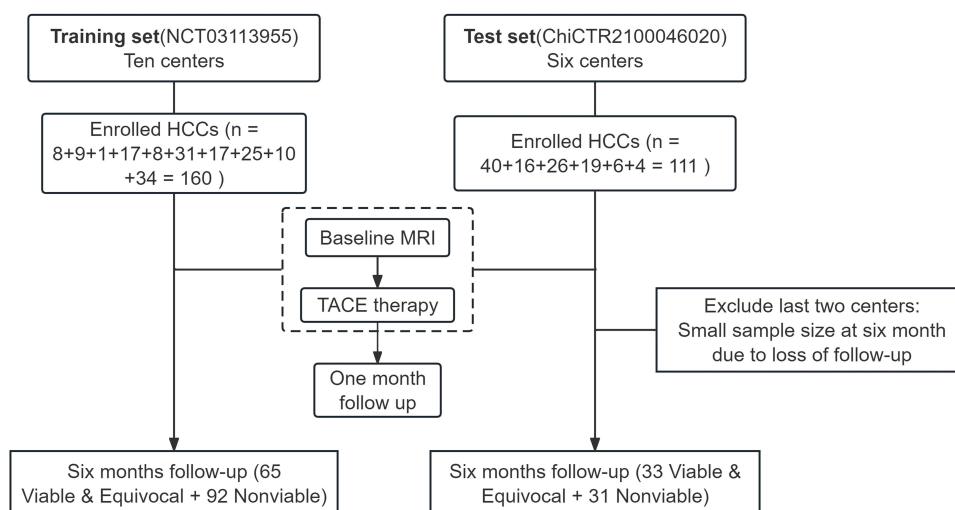 Training set(NCT03113955)
Ten centers
Test set(ChiCTR2100046020)
Six centers
Enrolled HCCs (n =
8+9+1+17+8+31+17+25+10
+34 = 160 )
Enrolled HCCs (n =
40+16+26+19+6+4 = 111 )
Baseline MRI
TACE therapy
One month
follow up
Exclude last two centers:
Small sample size at six month
due to loss of follow-up
Six months follow-up (65
Viable & Equivocal + 92 Nonviable)
Six months follow-up (33 Viable &
Equivocal + 31 Nonviable)